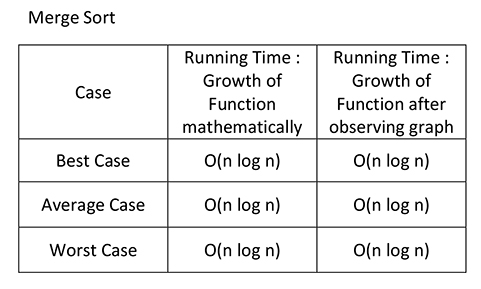 Merge Sort
Case
Running Time :
Growth of
Function
mathematically
Running Time :
Growth of
Function after
observing graph
Best Case
O(n log n)
O(n log n)
Average Case
O(n log n)
O(n log n)
Worst Case
O(n log n)
O(n log n)